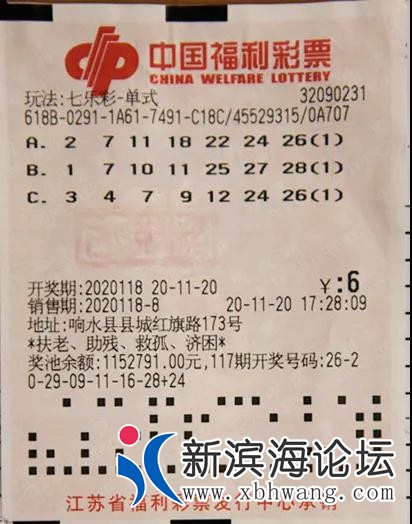 中国福利彩票
CHINA WELFARE LOTTERY
玩法:七乐彩-单式 32090231
618B-0291-1A61-7491-C18C/45529315/0A707
A. 2 7 10 11 18 22 24 26(1)
B. 1 7 10 11 25 27 28(1)
C. 3 4 7 9 12 24 26(1)
开奖期:2020118 20-11-20 ￥:6
销售期:2020118-8 20-11-20 17:28:09
地址:响水县县城红旗路173号
*扶老、助残、救孤、济困*
奖池余额:1152791.00元,117期开奖号码:26-2
0-29-09-11-16-28+24
新滨海论坛
www.xbhwang.com
江苏省福利彩票发行中心承销